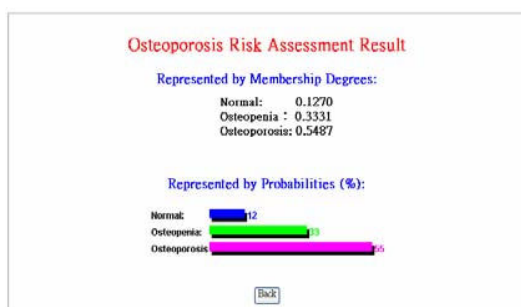 Osteoporosis Risk Assessment Result
Represented by Membership Degrees:
Normal: 0.1270
Osteopenia : 0.3331
Osteoporosis: 0.5487
Represented by Probabilities (%):
Normal: 12
Osteopenia: 33
Osteoporosis 55
Back